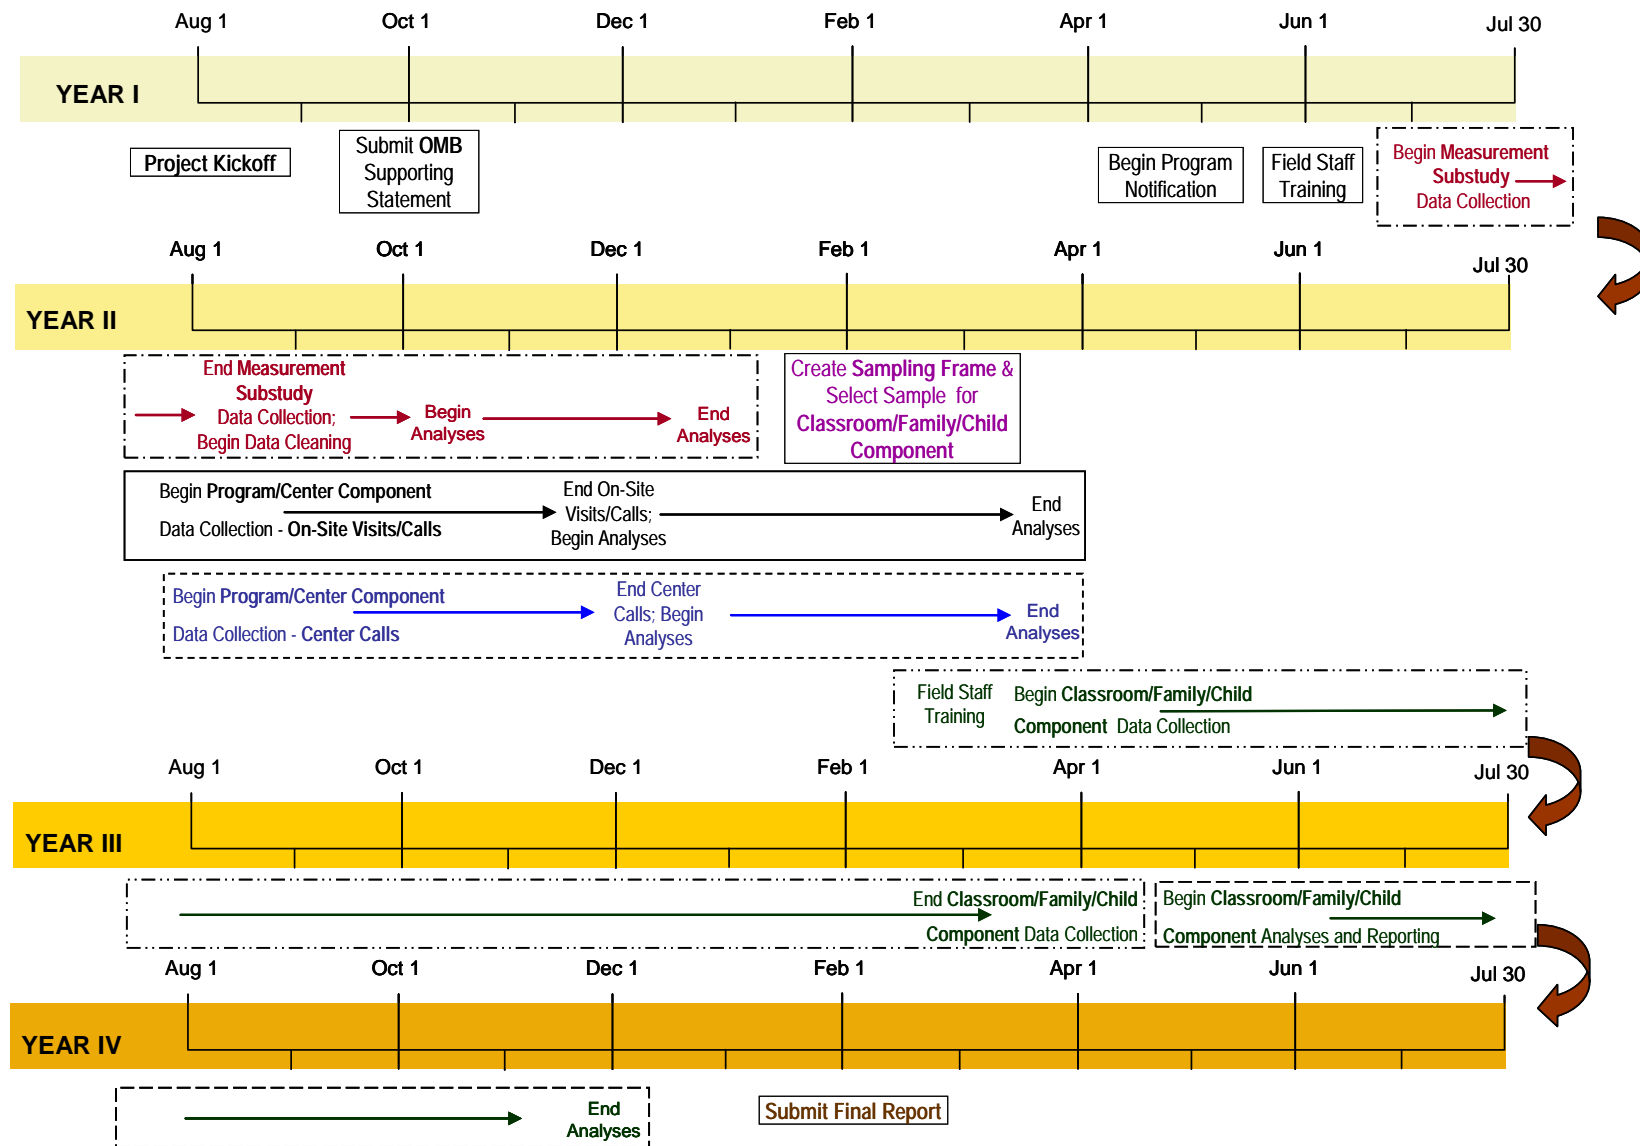 Aug 1 Oct 1 Dec 1 Feb 1 Apr 1 Jun 1 Jul 30
YEAR I
Project Kickoff
Submit OMB
Supporting
Statement
Begin Program
Notification
Field Staff
Training
Begin Measurement
Substudy
Data Collection
Aug 1 Oct 1 Dec 1 Feb 1 Apr 1 Jun 1 Jul 30
YEAR II
End Measurement
Substudy
Data Collection;
Begin Data Cleaning
Begin
Analyses
End
Analyses
Create Sampling Frame &
Select Sample for
Classroom/Family/Child
Component
Begin Program/Center Component
Data Collection - On-Site Visits/Calls
End On-Site
Visits/Calls;
Begin Analyses
End
Analyses
Begin Program/Center Component
Data Collection - Center Calls
End Center
Calls; Begin
Analyses
End
Analyses
Field Staff
Training
Begin Classroom/Family/Child
Component Data Collection
Aug 1 Oct 1 Dec 1 Feb 1 Apr 1 Jun 1 Jul 30
YEAR III
End Classroom/Family/Child
Component Data Collection
Begin Classroom/Family/Child
Component Analyses and Reporting
Aug 1 Oct 1 Dec 1 Feb 1 Apr 1 Jun 1 Jul 30
YEAR IV
End
Analyses
Submit Final Report